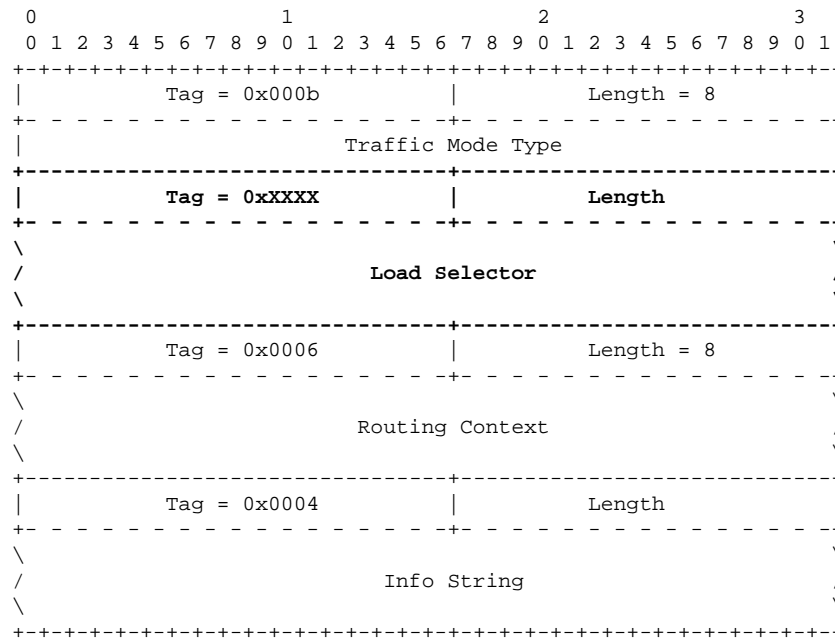 0                   1                   2                   3
 0 1 2 3 4 5 6 7 8 9 0 1 2 3 4 5 6 7 8 9 0 1 2 3 4 5 6 7 8 9 0 1
+-+-+-+-+-+-+-+-+-+-+-+-+-+-+-+-+-+-+-+-+-+-+-+-+-+-+-+-+-+-+-+-
|           Tag = 0x000b          |          Length = 8
+- - - - - - - - - - - - - - - - -+- - - - - - - - - - - - - - --
|                         Traffic Mode Type
+---------------------------------+------------------------------
|           Tag = 0xXXXX          |          Length
+- - - - - - - - - - - - - - - - -+- - - - - - - - - - - - - - --
\                                                               \
/                           Load Selector                       /
\                                                               \
+---------------------------------+------------------------------
|           Tag = 0x0006          |          Length = 8
+- - - - - - - - - - - - - - - - -+- - - - - - - - - - - - - - --
\                                                               \
/                          Routing Context                      /
\                                                               \
+---------------------------------+------------------------------
|           Tag = 0x0004          |          Length
+- - - - - - - - - - - - - - - - -+- - - - - - - - - - - - - - --
\                                                               \
/                            Info String                        /
\                                                               \
+-+-+-+-+-+-+-+-+-+-+-+-+-+-+-+-+-+-+-+-+-+-+-+-+-+-+-+-+-+-+-+-